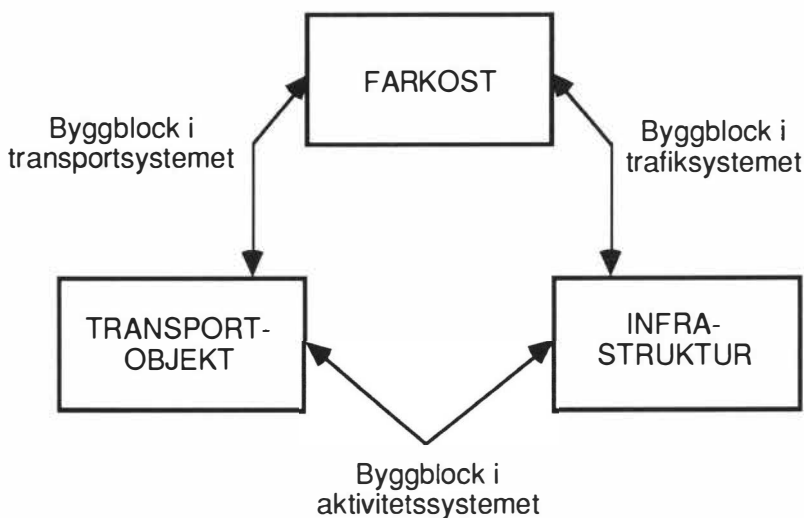 FARKOST
Byggblock i
transportsystemet
Byggblock i
trafiksystemet
TRANSPORT-
OBJEKT
INFRA-
STRUKTUR
Byggblock i
aktivitetssystemet